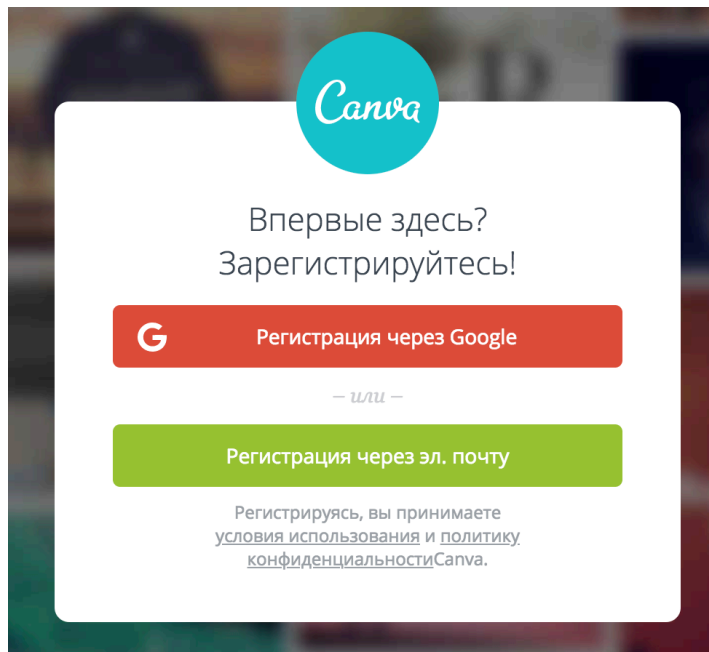 Canva
Впервые здесь?
Зарегистрируйтесь!
Регистрация через Google
– или –
Регистрация через эл. почту
Регистрируясь, вы принимаете
условия использования и политику
конфиденциальностиCanva.